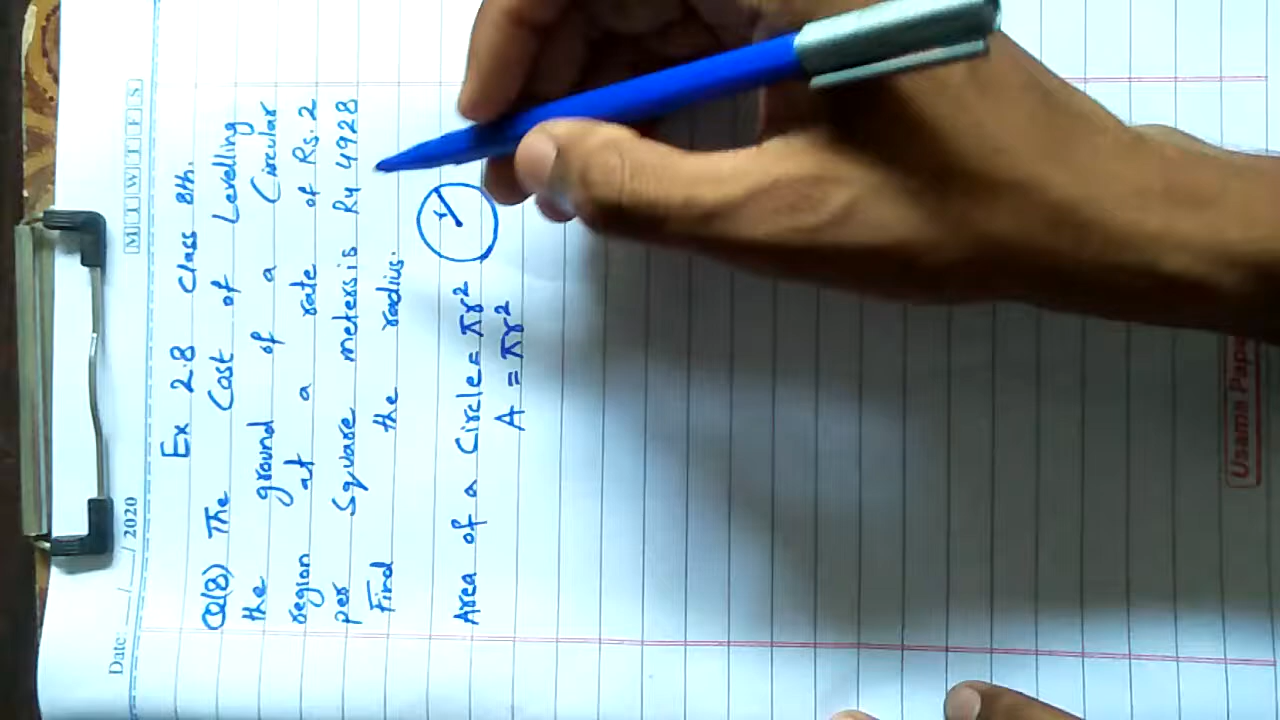 Date: ___/___/2020
M T W T F S
Ex 2.8 Class 8th.
Q(8) The Cost of Levelling
the ground of a Circular
region at a rate of Rs. 2
per Square meters is Rs 4928
Find the radius.
Area of a Circle = πr²
r
A = πr²
Usama Pape